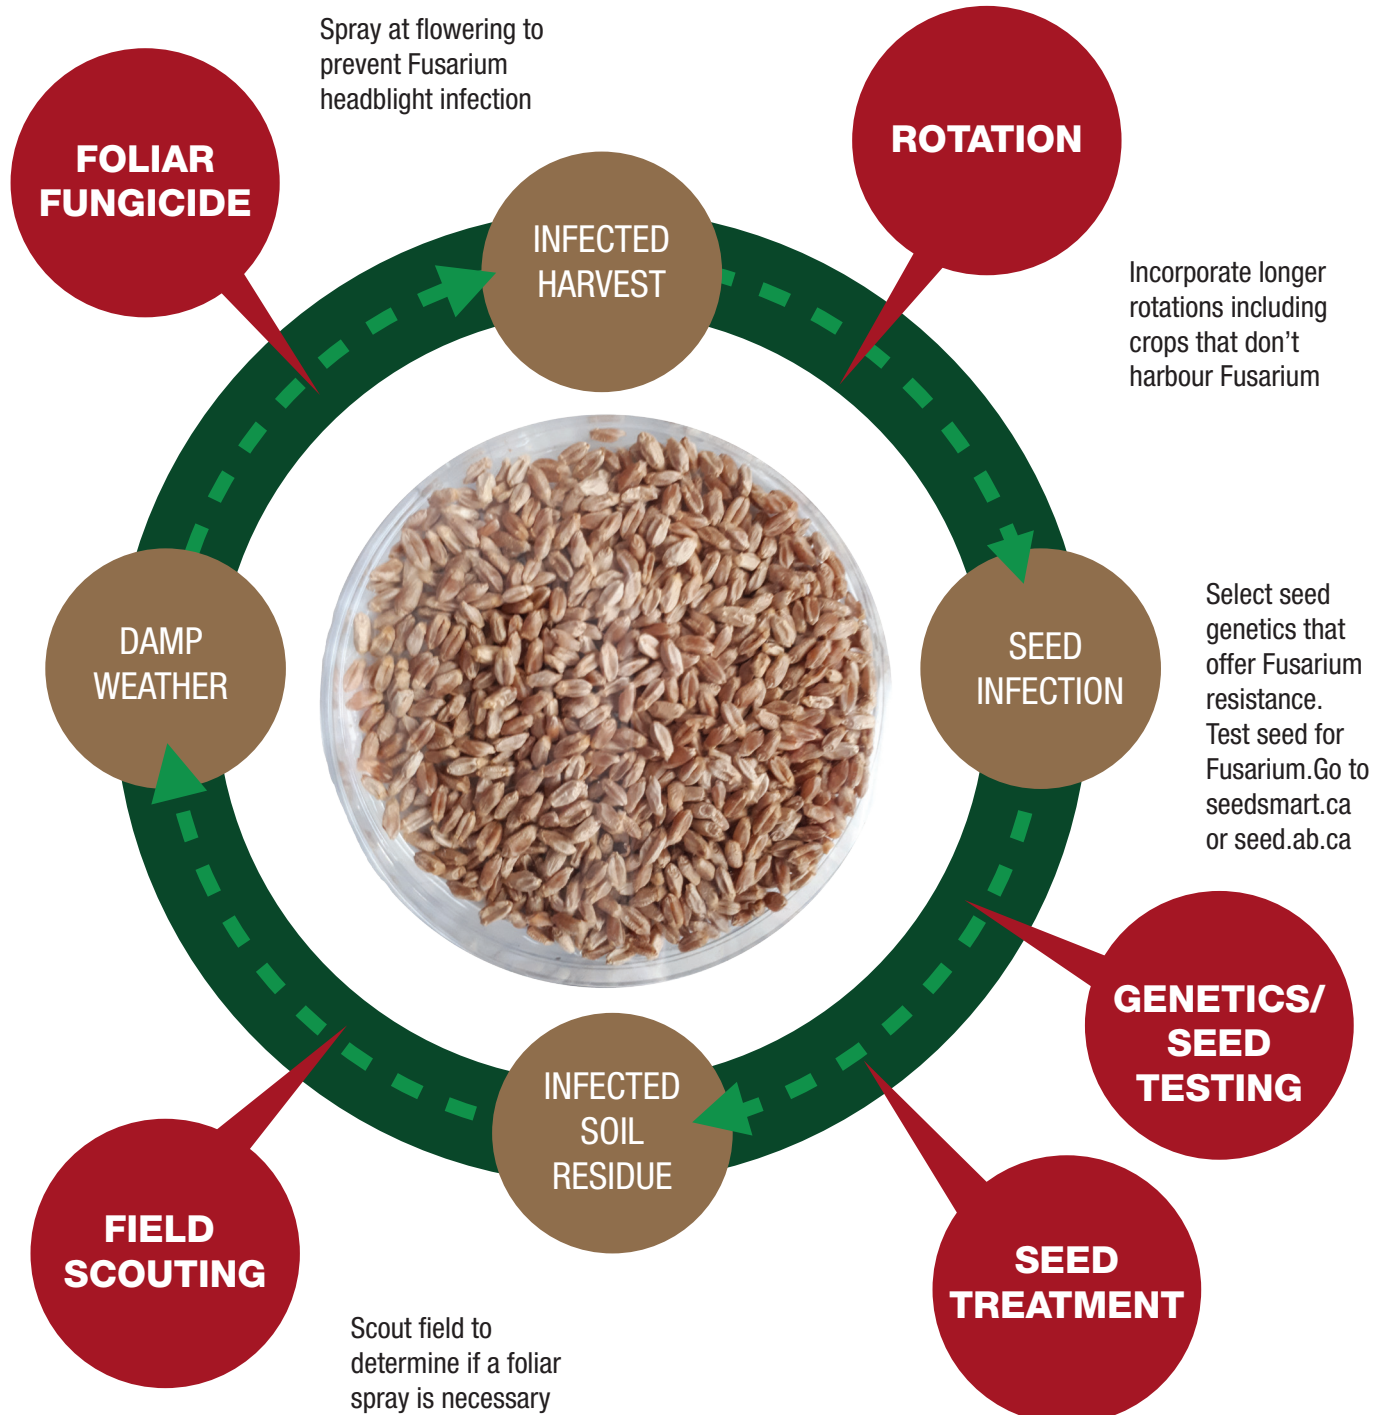 Spray at flowering to
prevent Fusarium
headblight infection
FOLIAR
FUNGICIDE
ROTATION
INFECTED
HARVEST
Incorporate longer
rotations including
crops that don’t
harbour Fusarium
DAMP
WEATHER
SEED
INFECTION
Select seed
genetics that
offer Fusarium
resistance.
Test seed for
Fusarium.Go to
seedsmart.ca
or seed.ab.ca
GENETICS/
SEED
TESTING
INFECTED
SOIL
RESIDUE
FIELD
SCOUTING
SEED
TREATMENT
Scout field to
determine if a foliar
spray is necessary